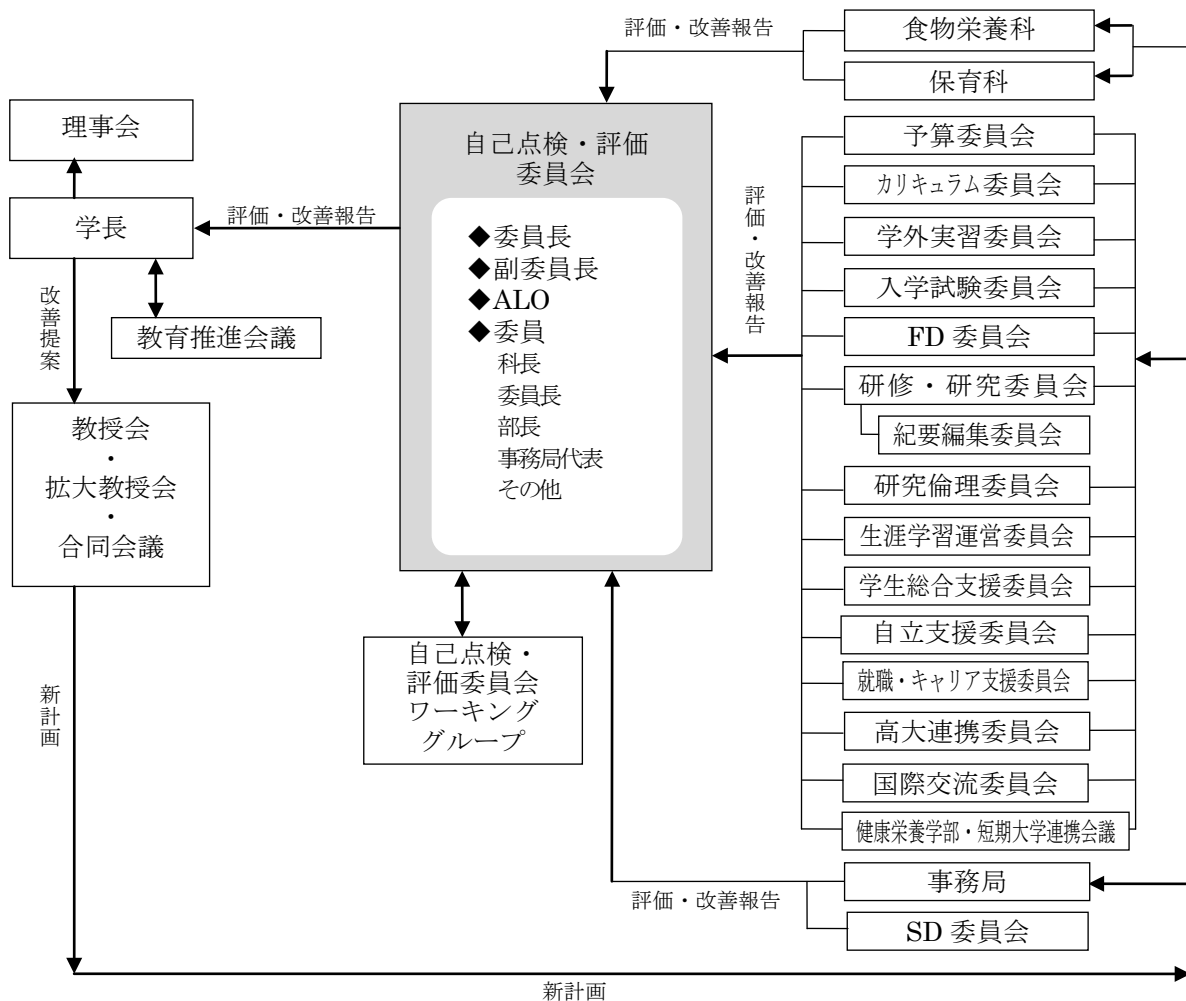 理事会
学長
改善提案
教育推進会議
教授会
・
拡大教授会
・
合同会議
新計画
評価・改善報告
自己点検・評価
委員会
◆委員長
◆副委員長
◆ALO
◆委員
科長
委員長
部長
事務局代表
その他
自己点検・
評価委員会
ワーキング
グループ
評価・改善報告
評価・改善報告
評価・改善報告
食物栄養科
保育科
予算委員会
カリキュラム委員会
学外実習委員会
入学試験委員会
FD 委員会
研修・研究委員会
紀要編集委員会
研究倫理委員会
生涯学習運営委員会
学生総合支援委員会
自立支援委員会
就職・キャリア支援委員会
高大連携委員会
国際交流委員会
健康栄養学部・短期大学連携会議
事務局
SD 委員会
新計画